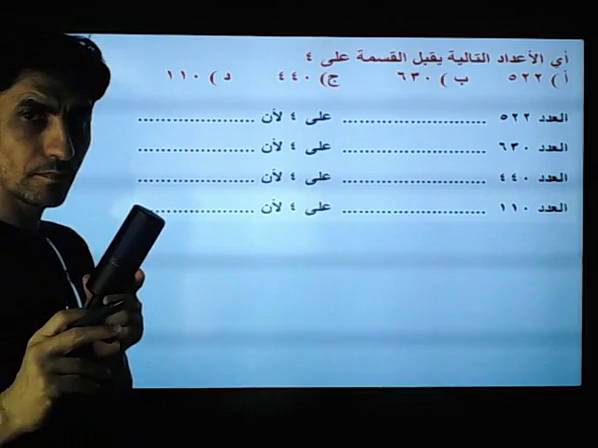 أي الأعداد التالية يقبل القسمة على ٤
أ ) ٥٢٢ ب ) ٦٣٠ ج) ٤٤٠ د ) ١١٠
العدد ٥٢٢ ........................... على ٤ لأن ......................
العدد ٦٣٠ ........................... على ٤ لأن ......................
العدد ٤٤٠ ........................... على ٤ لأن ......................
العدد ١١٠ ........................... على ٤ لأن ......................